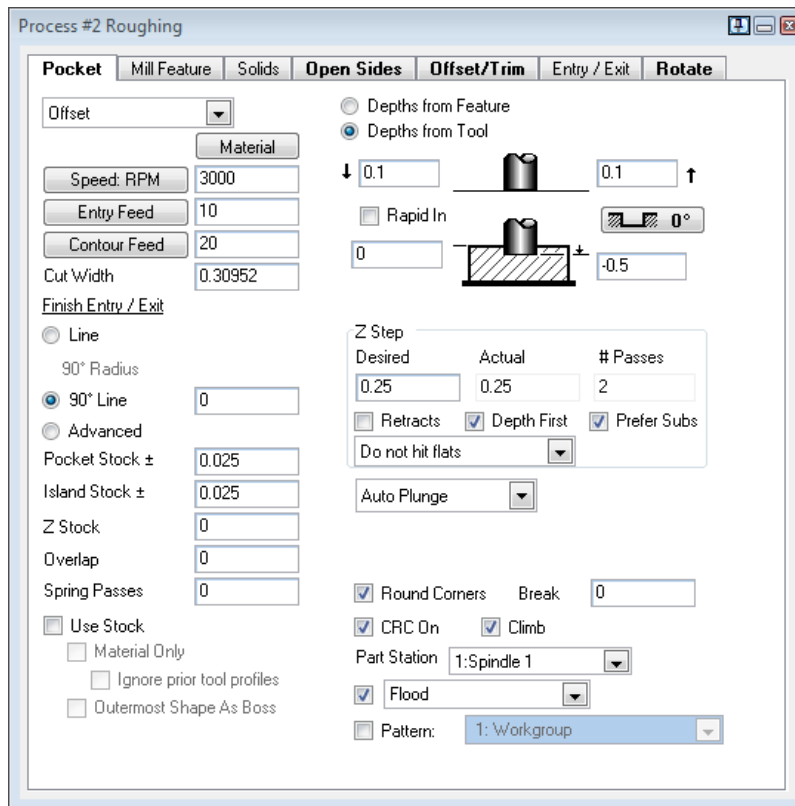 Process #2 Roughing
Pocket Mill Feature Solids Open Sides Offset/Trim Entry / Exit Rotate
Offset
Material
Speed: RPM 3000
Entry Feed 10
Contour Feed 20
Cut Width 0.30952
Finish Entry / Exit
Line
90° Radius
90° Line 0
Advanced
Pocket Stock ± 0.025
Island Stock ± 0.025
Z Stock 0
Overlap 0
Spring Passes 0
Use Stock
Material Only
Ignore prior tool profiles
Outermost Shape As Boss
Depths from Feature
Depths from Tool
0.1 0.1
Rapid In 0°
0 -0.5
Z Step
Desired Actual # Passes
0.25 0.25 2
Retracts Depth First Prefer Subs
Do not hit flats
Auto Plunge
Round Corners Break 0
CRC On Climb
Part Station 1:Spindle 1
Flood
Pattern: 1: Workgroup